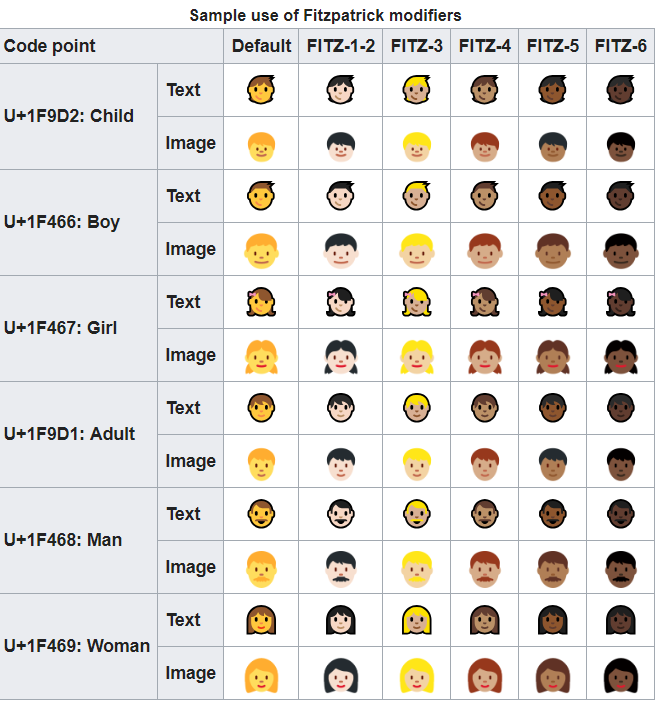 Sample use of Fitzpatrick modifiers
Code point Default FITZ-1-2 FITZ-3 FITZ-4 FITZ-5 FITZ-6
U+1F9D2: Child Text
Image
U+1F466: Boy Text
Image
U+1F467: Girl Text
Image
U+1F9D1: Adult Text
Image
U+1F468: Man Text
Image
U+1F469: Woman Text
Image